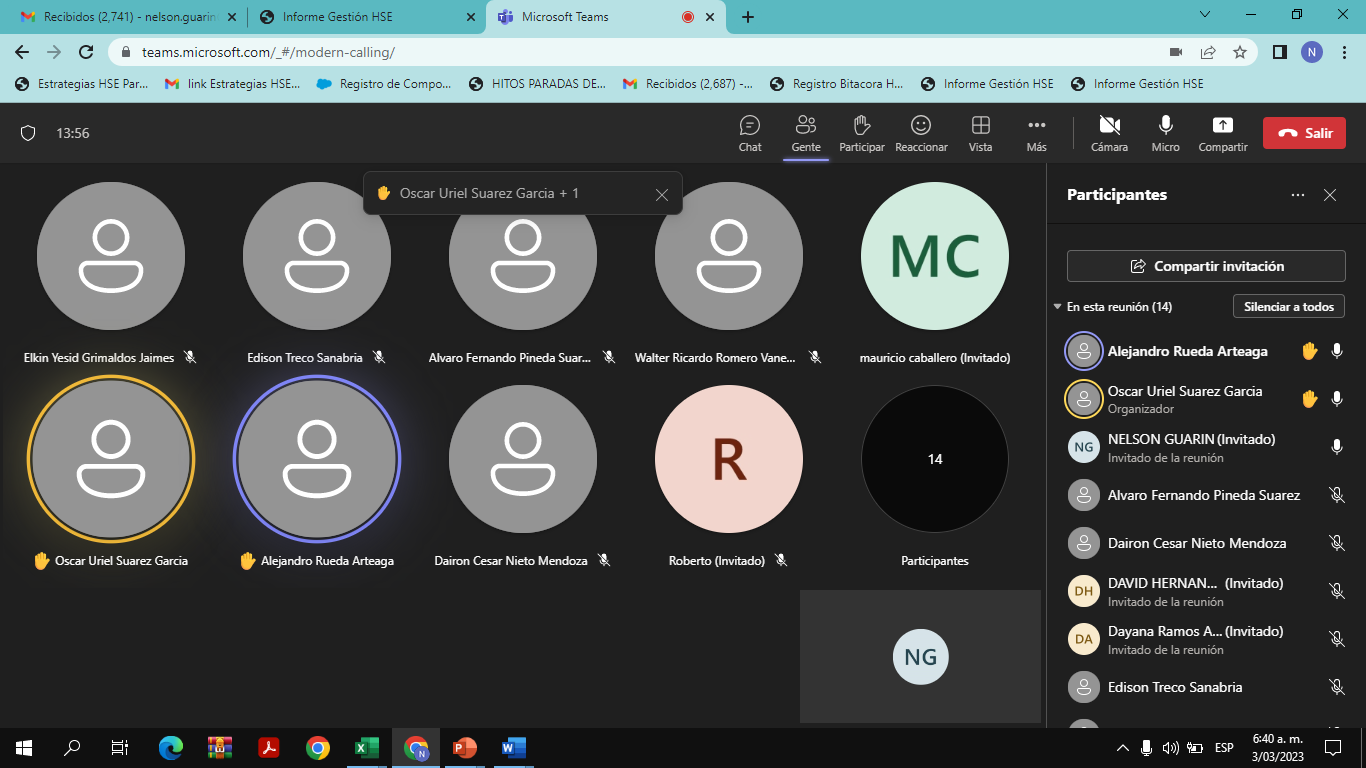 Recibidos (2,741) - nelson.guarin
Informe Gestión HSE
Microsoft Teams
teams.microsoft.com/_#/modern-calling/
N
Estrategias HSE Par...
link Estrategias HSE...
Registro de Compo...
HITOS PARADAS DE...
Recibidos (2,687) -...
Registro Bitacora H...
Informe Gestión HSE
Informe Gestión HSE
13:56
Chat
Gente
Participar
Reaccionar
Vista
Más
Cámara
Micro
Compartir
Salir
Oscar Uriel Suarez Garcia + 1
MC
Elkin Yesid Grimaldos Jaimes
Edison Treco Sanabria
Alvaro Fernando Pineda Suar...
Walter Ricardo Romero Vane...
mauricio caballero (Invitado)
R
14
Oscar Uriel Suarez Garcia
Alejandro Rueda Arteaga
Dairon Cesar Nieto Mendoza
Roberto (Invitado)
Participantes
NG
Participantes
Compartir invitación
En esta reunión (14)
Silenciar a todos
Alejandro Rueda Arteaga
Oscar Uriel Suarez Garcia
Organizador
NG
NELSON GUARIN (Invitado)
Invitado de la reunión
Alvaro Fernando Pineda Suarez
Dairon Cesar Nieto Mendoza
DH
DAVID HERNAN... (Invitado)
Invitado de la reunión
DA
Dayana Ramos A... (Invitado)
Invitado de la reunión
Edison Treco Sanabria
N
ESP
6:40 a. m.
3/03/2023